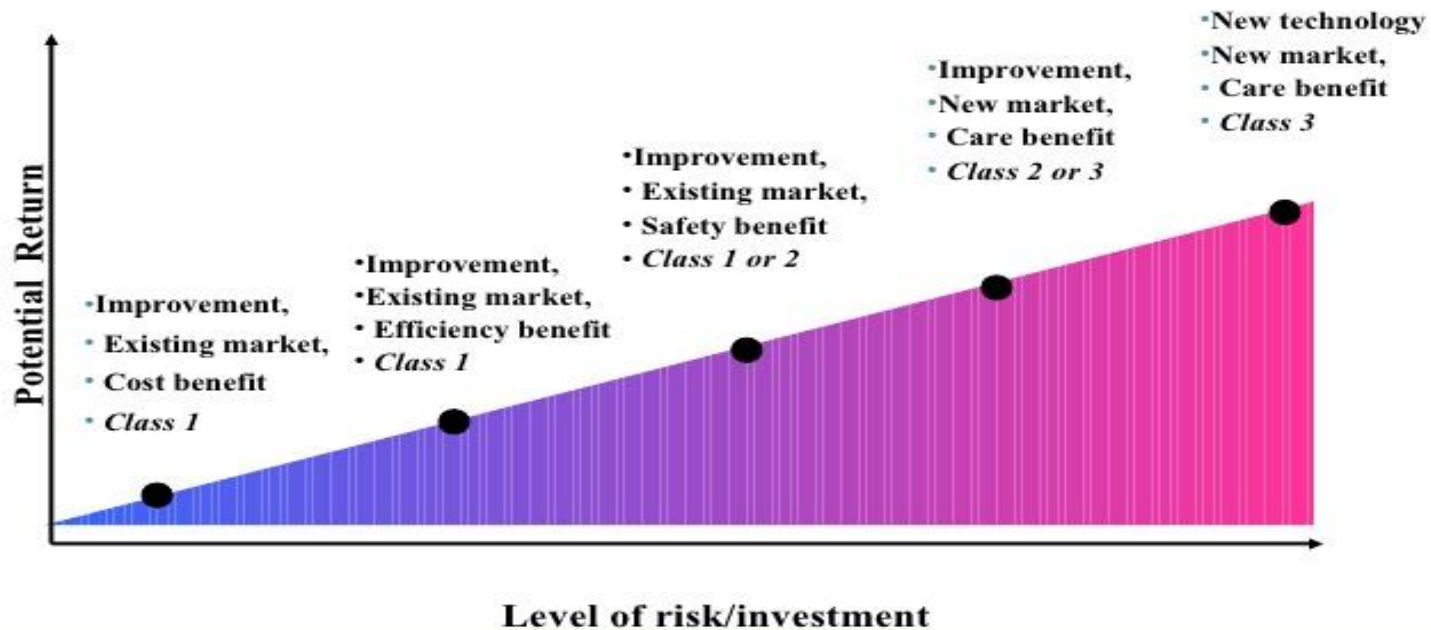 •New technology
•New market,
• Care benefit
• Class 3
•Improvement,
•New market,
• Care benefit
• Class 2 or 3
•Improvement,
• Existing market,
• Safety benefit
• Class 1 or 2
•Improvement,
•Existing market,
• Efficiency benefit
• Class 1
•Improvement,
• Existing market,
• Cost benefit
• Class 1
Potential Return
Level of risk/investment